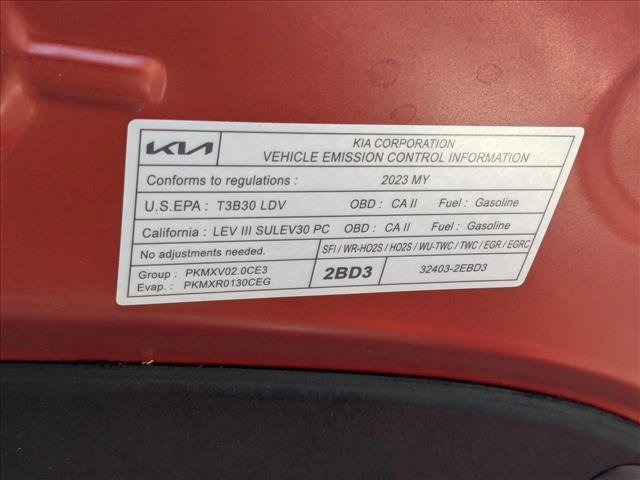 KIA KIA CORPORATION
VEHICLE EMISSION CONTROL INFORMATION
Conforms to regulations : 2023 MY
U.S.EPA : T3B30 LDV OBD : CA II Fuel : Gasoline
California : LEV III SULEV30 PC OBD : CA II Fuel : Gasoline
No adjustments needed. SFI / WR-HO2S / HO2S / WU-TWC / TWC / EGR / EGRC
Group : PKMXV02.0CE3 2BD3 32403-2EBD3
Evap. : PKMXR0130CEG